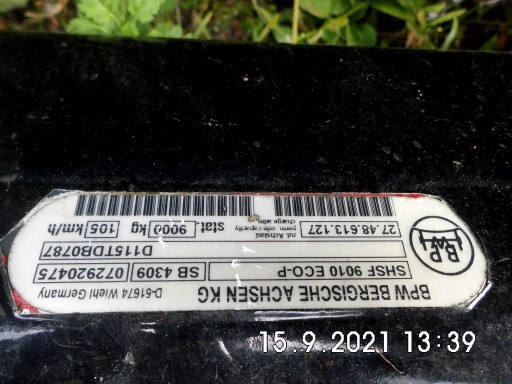 BPW BERGISCHE ACHSEN KG
D-51674 Wiehl Germany
SHSF 9010 ECO-P SB 4309 072920475
D115TDB0787
27.48.613.127 zul. Achslast perm. axle capacity charge adm. stat 9000 kg 105 km/h
BPW
15.9.2021 13:39